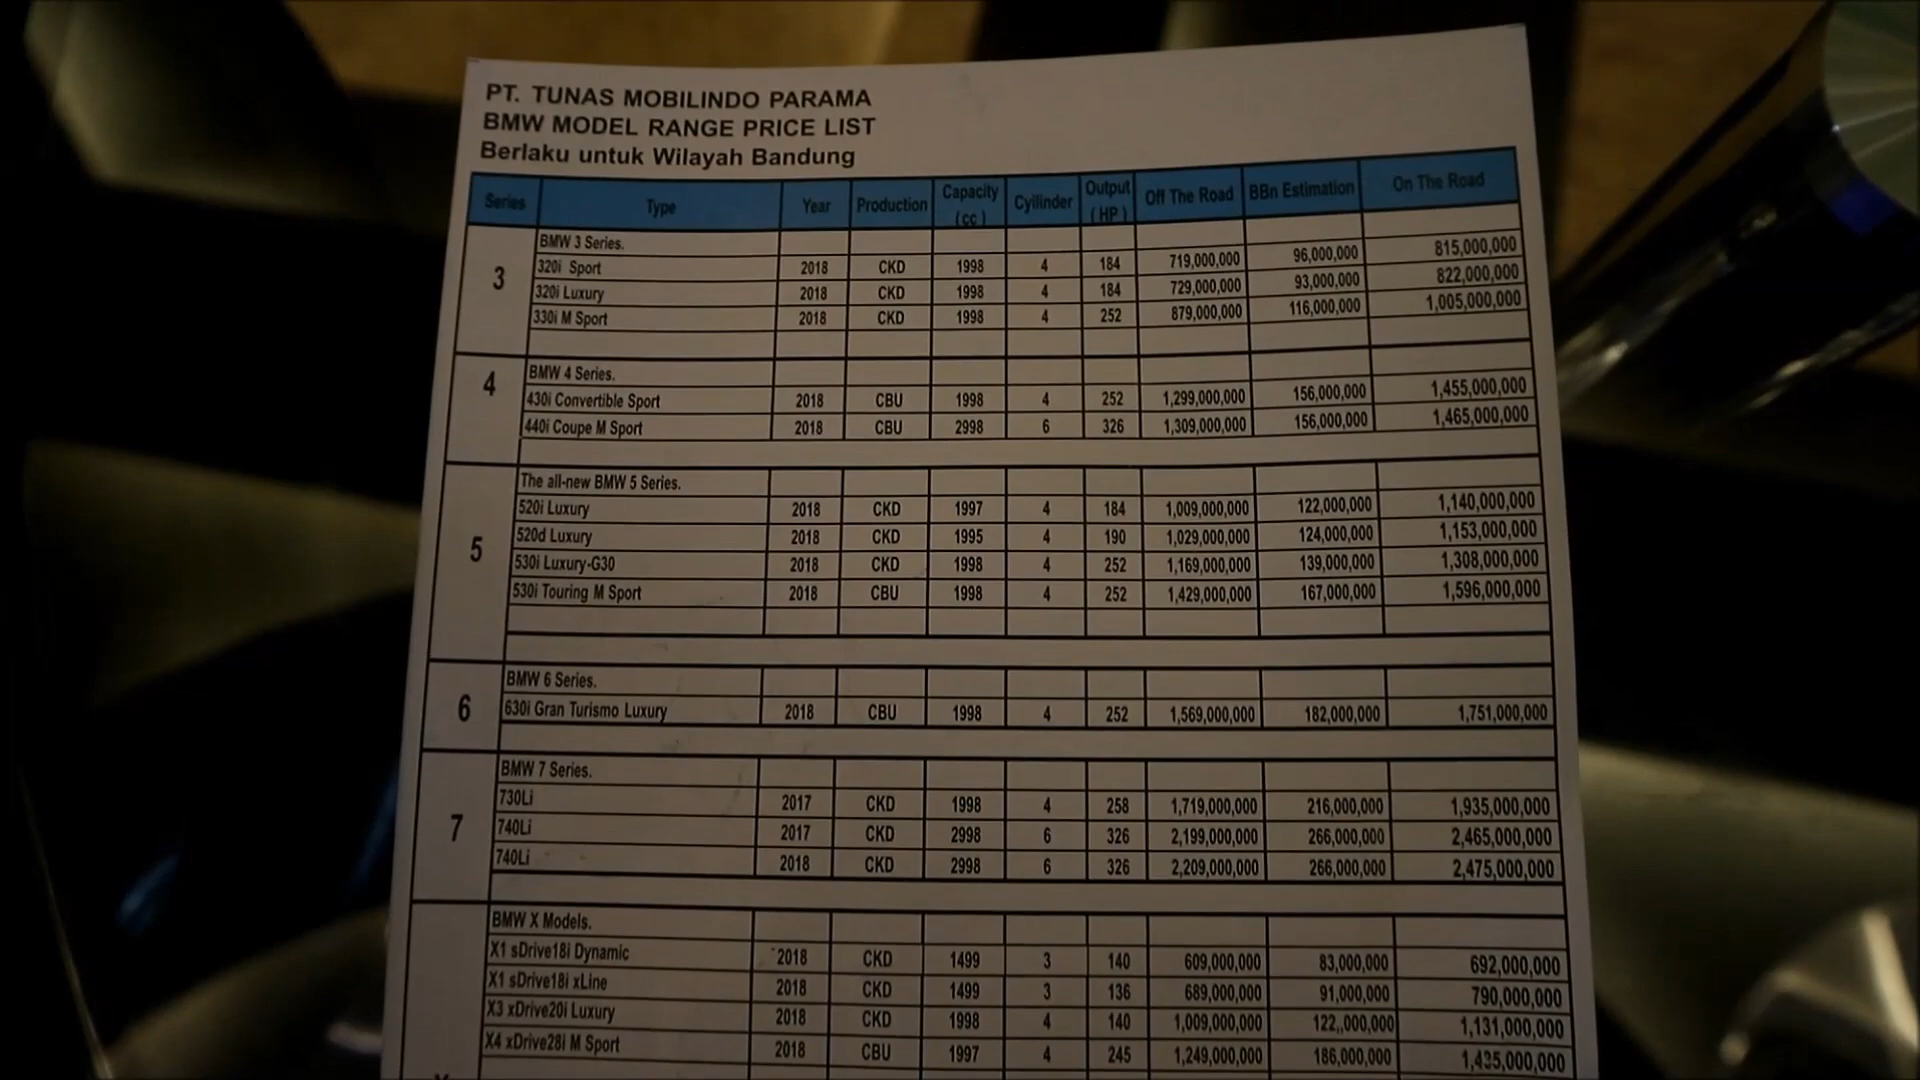 PT. TUNAS MOBILINDO PARAMA
BMW MODEL RANGE PRICE LIST
Berlaku untuk Wilayah Bandung
Series Type Year Production Capacity (cc) Cyilinder Output (HP) Off The Road BBn Estimation On The Road
3
BMW 3 Series.
320i Sport 2018 CKD 1998 4 184 719,000,000 96,000,000 815,000,000
320i Luxury 2018 CKD 1998 4 184 729,000,000 93,000,000 822,000,000
330i M Sport 2018 CKD 1998 4 252 879,000,000 116,000,000 1,005,000,000
4
BMW 4 Series.
430i Convertible Sport 2018 CBU 1998 4 252 1,299,000,000 156,000,000 1,455,000,000
440i Coupe M Sport 2018 CBU 2998 6 326 1,309,000,000 156,000,000 1,465,000,000
5
The all-new BMW 5 Series.
520i Luxury 2018 CKD 1997 4 184 1,009,000,000 122,000,000 1,140,000,000
520d Luxury 2018 CKD 1995 4 190 1,029,000,000 124,000,000 1,153,000,000
530i Luxury-G30 2018 CKD 1998 4 252 1,169,000,000 139,000,000 1,308,000,000
530i Touring M Sport 2018 CBU 1998 4 252 1,429,000,000 167,000,000 1,596,000,000
6
BMW 6 Series.
630i Gran Turismo Luxury 2018 CBU 1998 4 252 1,569,000,000 182,000,000 1,751,000,000
7
BMW 7 Series.
730Li 2017 CKD 1998 4 258 1,719,000,000 216,000,000 1,935,000,000
740Li 2017 CKD 2998 6 326 2,199,000,000 266,000,000 2,465,000,000
740Li 2018 CKD 2998 6 326 2,209,000,000 266,000,000 2,475,000,000
BMW X Models.
X1 sDrive18i Dynamic 2018 CKD 1499 3 140 609,000,000 83,000,000 692,000,000
X1 sDrive18i xLine 2018 CKD 1499 3 136 689,000,000 91,000,000 790,000,000
X3 xDrive20i Luxury 2018 CKD 1998 4 140 1,009,000,000 122,,000,000 1,131,000,000
X4 xDrive28i M Sport 2018 CBU 1997 4 245 1,249,000,000 186,000,000 1,435,000,000